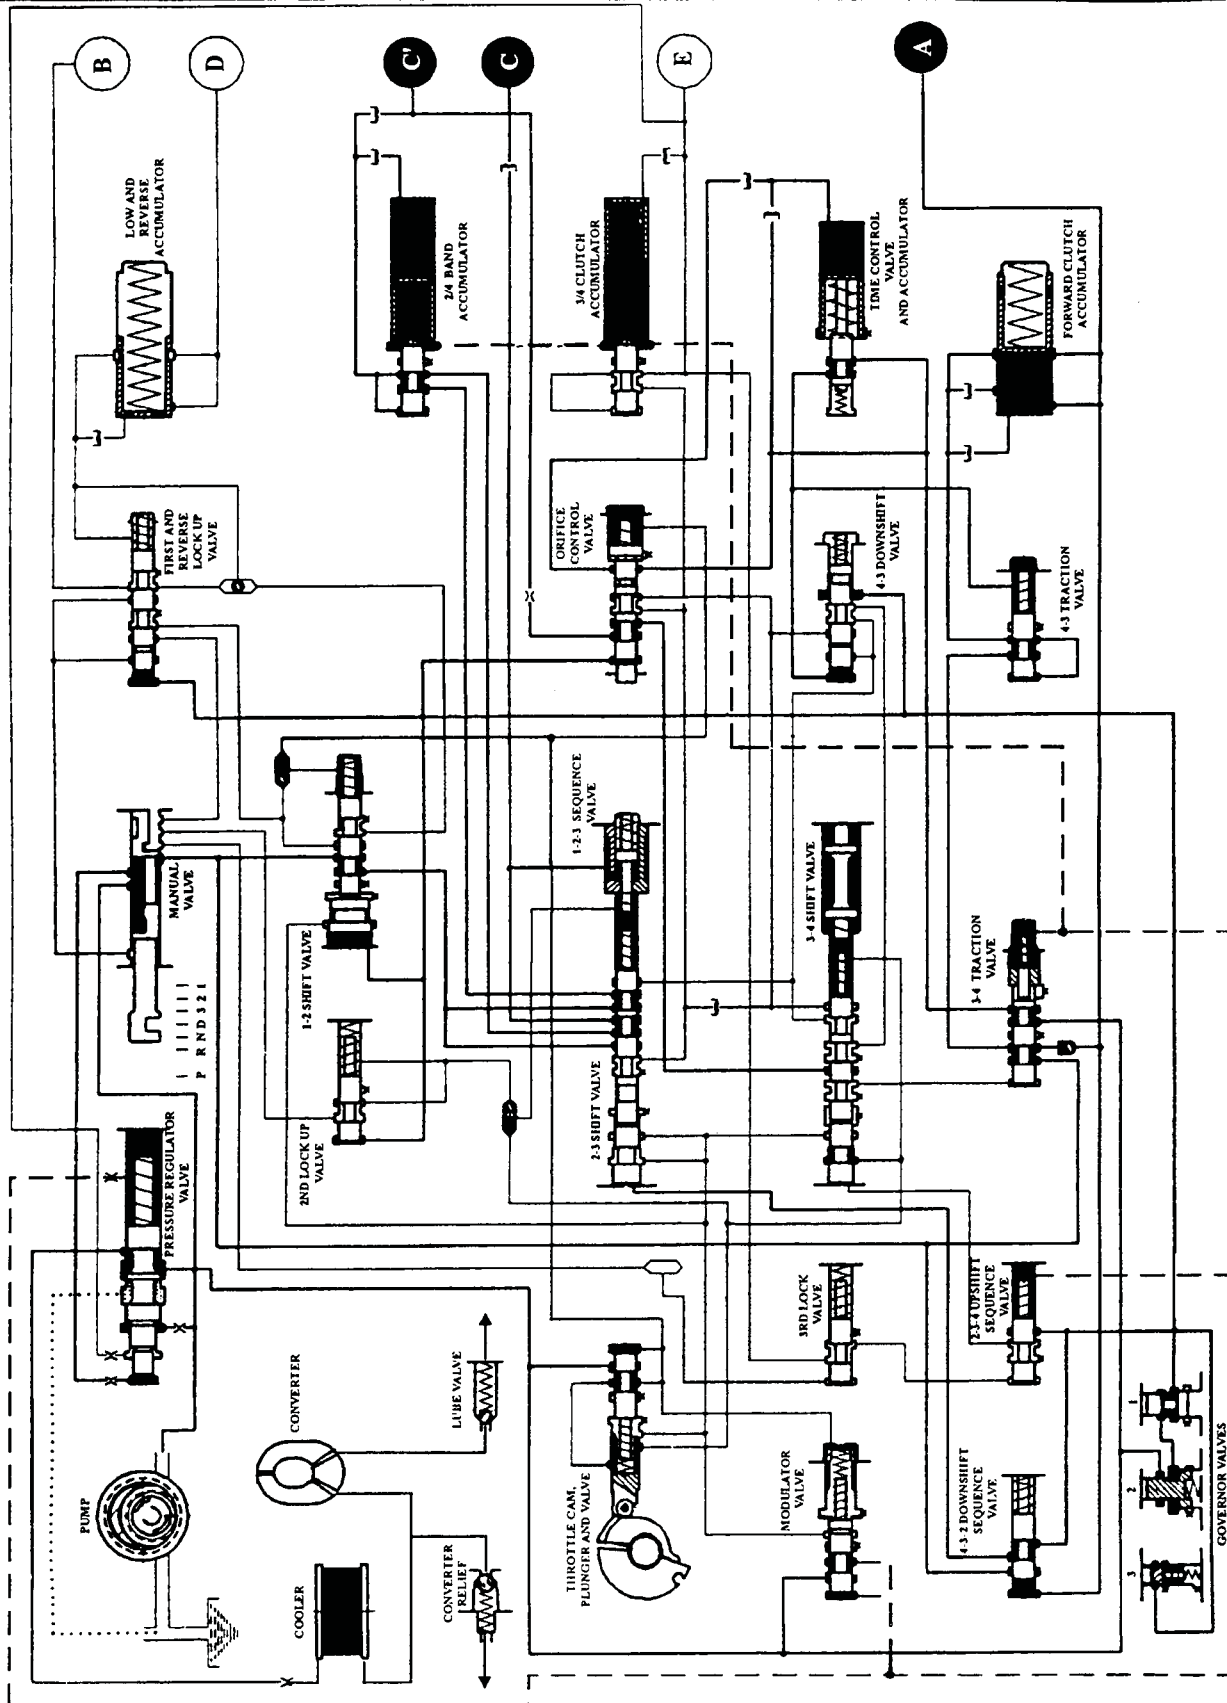 B
D
C'
C
E
A
LOW AND
REVERSE
ACCUMULATOR
2/4 BAND
ACCUMULATOR
3/4 CLUTCH
ACCUMULATOR
TIME CONTROL
VALVE
AND ACCUMULATOR
FORWARD CLUTCH
ACCUMULATOR
FIRST AND
REVERSE
LOCK UP
VALVE
ORIFICE
CONTROL
VALVE
4-3 DOWNSHIFT
VALVE
4-3 TRACTION
VALVE
MANUAL
VALVE
P R N D 3 2 1
1-2 SHIFT VALVE
1-2-3 SEQUENCE
VALVE
3-4 SHIFT VALVE
3-4 TRACTION
VALVE
PRESSURE REGULATOR
VALVE
2ND LOCK UP
VALVE
2-3 SHIFT VALVE
PUMP
CONVERTER
LUBE VALVE
3RD LOCK
VALVE
2-3-4 UPSHIFT
SEQUENCE
VALVE
COOLER
CONVERTER
RELIEF
THROTTLE CAM,
PLUNGER AND VALVE
MODULATOR
VALVE
4-3-2 DOWNSHIFT
SEQUENCE
VALVE
1
2
3
GOVERNOR VALVES